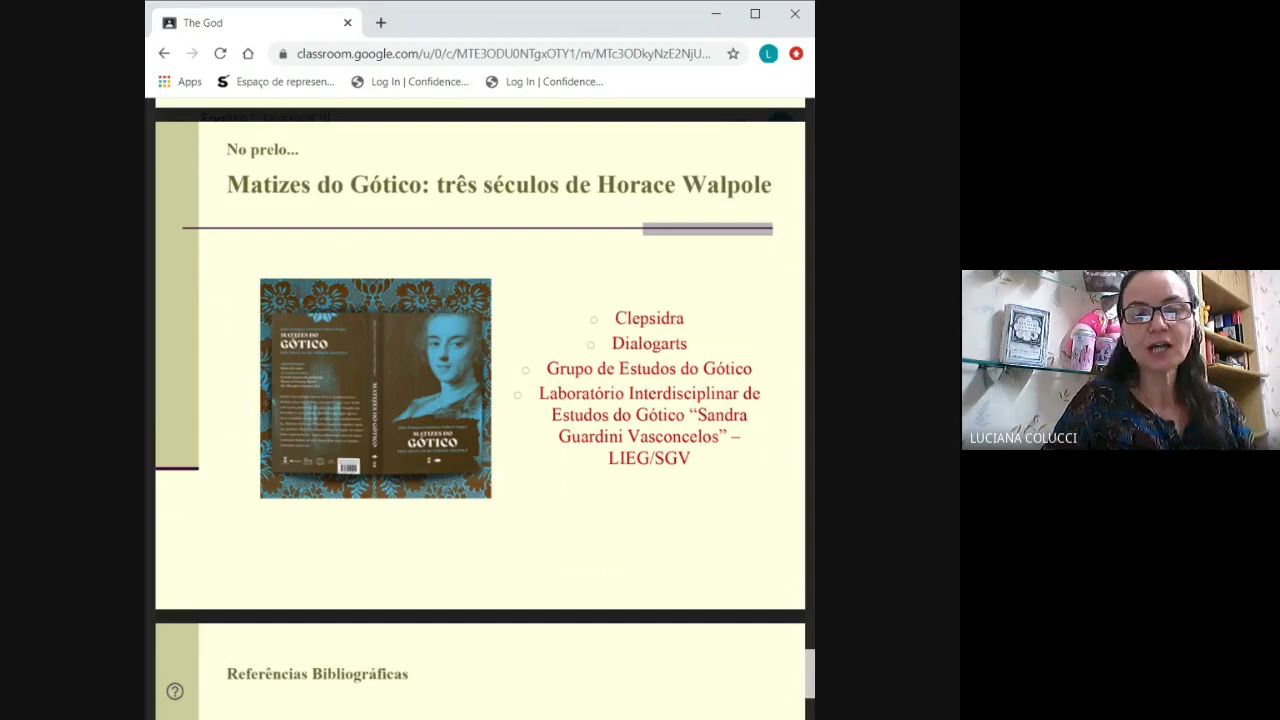 The God
classroom.google.com/u/0/c/MTE3ODU0NTgxOTY1/m/MTc3ODkyNzE2NjU...
L
Apps
Espaço de represen...
Log In | Confidence...
Log In | Confidence...
No prelo...
Matizes do Gótico: três séculos de Horace Walpole
MATIZES DO
GÓTICO
MATIZES DO GÓTICO
MATIZES DO
GÓTICO
Clepsidra
Dialogarts
Grupo de Estudos do Gótico
Laboratório Interdisciplinar de
Estudos do Gótico “Sandra
Guardini Vasconcelos” –
LIEG/SGV
Referências Bibliográficas
LUCIANA COLUCCI